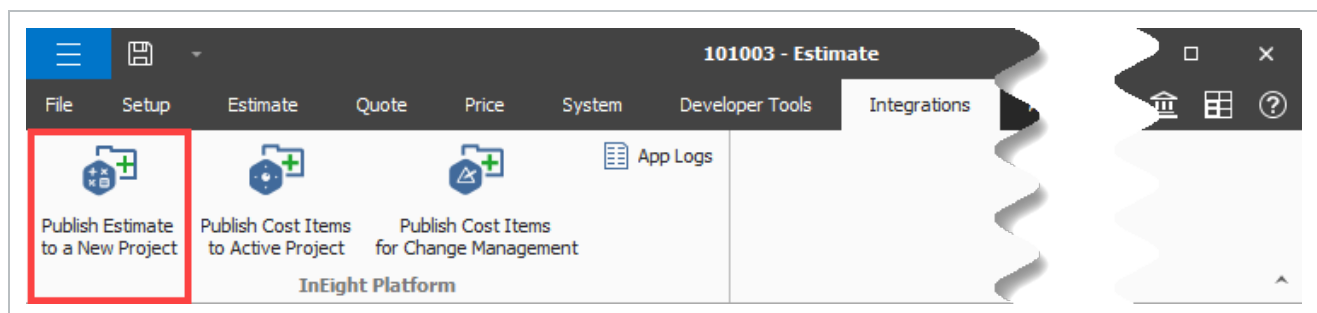 101003 - Estimate
File Setup Estimate Quote Price System Developer Tools Integrations
App Logs
Publish Estimate Publish Cost Items Publish Cost Items
to a New Project to Active Project for Change Management
InEight Platform